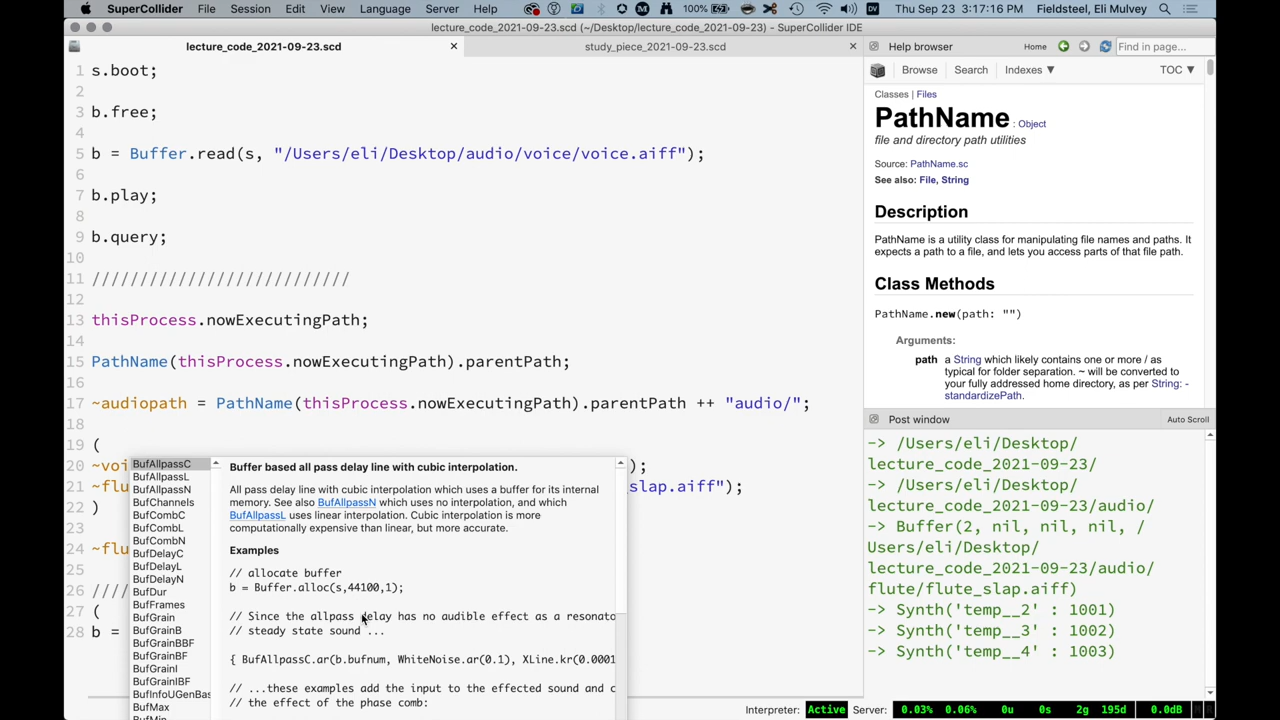 SuperCollider File Session Edit View Language Server Help 100% Thu Sep 23 3:17:16 PM Fieldsteel, Eli Mulvey
lecture_code_2021-09-23.scd (~/Desktop/lecture_code_2021-09-23) - SuperCollider IDE
lecture_code_2021-09-23.scd study_piece_2021-09-23.scd
1 s.boot;
2
3 b.free;
4
5 b = Buffer.read(s, "/Users/eli/Desktop/audio/voice/voice.aiff");
6
7 b.play;
8
9 b.query;
10
11 ///////////////////////////
12
13 thisProcess.nowExecutingPath;
14
15 PathName(thisProcess.nowExecutingPath).parentPath;
16
17 ~audiopath = PathName(thisProcess.nowExecutingPath).parentPath ++ "audio/";
18
19 (
20 ~voi );
21 ~flu _slap.aiff");
22 )
23
24 ~flu
25
26 ////
27 (
28 b =
BufAllpassC
BufAllpassL
BufAllpassN
BufChannels
BufCombC
BufCombL
BufCombN
BufDelayC
BufDelayL
BufDelayN
BufDur
BufFrames
BufGrain
BufGrainB
BufGrainBBF
BufGrainBF
BufGrainI
BufGrainIBF
BufInfoUGenBas
BufMax
BufMin
Buffer based all pass delay line with cubic interpolation.
All pass delay line with cubic interpolation which uses a buffer for its internal
memory. See also BufAllpassN which uses no interpolation, and which
BufAllpassL uses linear interpolation. Cubic interpolation is more
computationally expensive than linear, but more accurate.
Examples
// allocate buffer
b = Buffer.alloc(s,44100,1);
// Since the allpass delay has no audible effect as a resonato
// steady state sound ...
{ BufAllpassC.ar(b.bufnum, WhiteNoise.ar(0.1), XLine.kr(0.0001
// ...these examples add the input to the effected sound and c
// the effect of the phase comb:
Help browser Home Find in page...
Browse Search Indexes ▼ TOC ▼
Classes | Files
PathName : Object
file and directory path utilities
Source: PathName.sc
See also: File, String
Description
PathName is a utility class for manipulating file names and paths. It
expects a path to a file, and lets you access parts of that file path.
Class Methods
PathName.new(path: "")
Arguments:
path a String which likely contains one or more / as
typical for folder separation. ~ will be converted to
your fully addressed home directory, as per String: -
standardizePath.
Post window Auto Scroll
-> /Users/eli/Desktop/
lecture_code_2021-09-23/
-> /Users/eli/Desktop/
lecture_code_2021-09-23/audio/
-> Buffer(2, nil, nil, nil, /
Users/eli/Desktop/
lecture_code_2021-09-23/audio/
flute/flute_slap.aiff)
-> Synth('temp__2' : 1001)
-> Synth('temp__3' : 1002)
-> Synth('temp__4' : 1003)
Interpreter: Active Server: 0.03% 0.06% 0u 0s 2g 195d 0.0dB M R